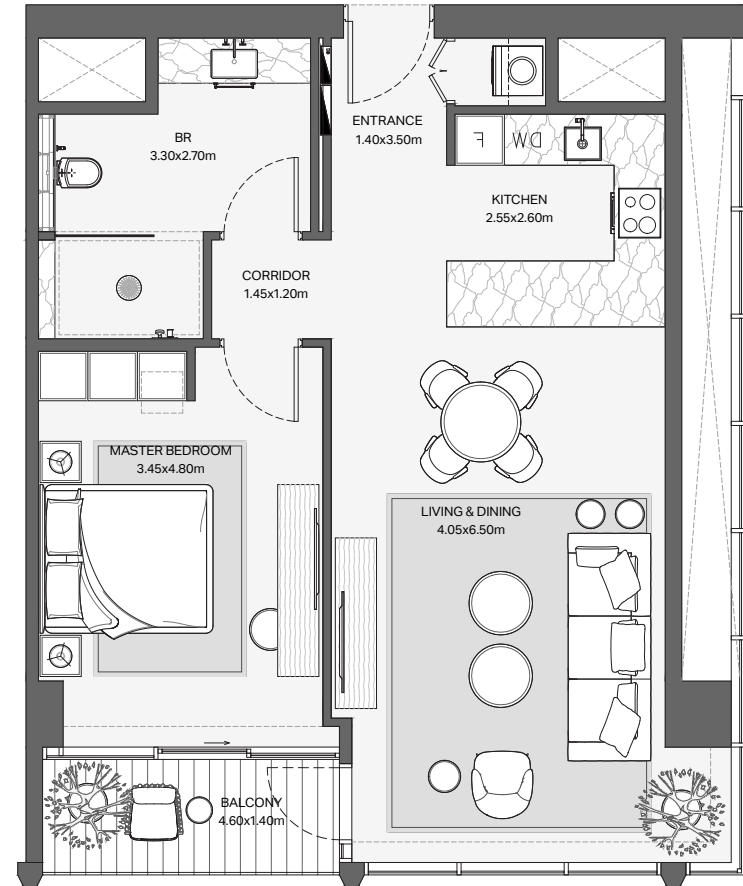 ENTRANCE
1.40x3.50m
BR
3.30x2.70m
F
DW
KITCHEN
2.55x2.60m
CORRIDOR
1.45x1.20m
MASTER BEDROOM
3.45x4.80m
LIVING & DINING
4.05x6.50m
BALCONY
4.60x1.40m